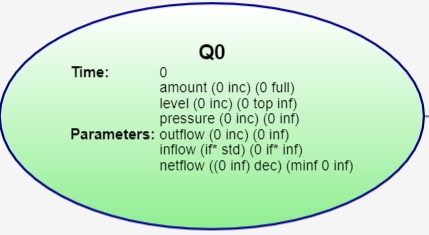 Q0
Time: 0
amount (0 inc) (0 full)
level (0 inc) (0 top inf)
pressure (0 inc) (0 inf)
Parameters: outflow (0 inc) (0 inf)
inflow (if* std) (0 if* inf)
netflow ((0 inf) dec) (minf 0 inf)